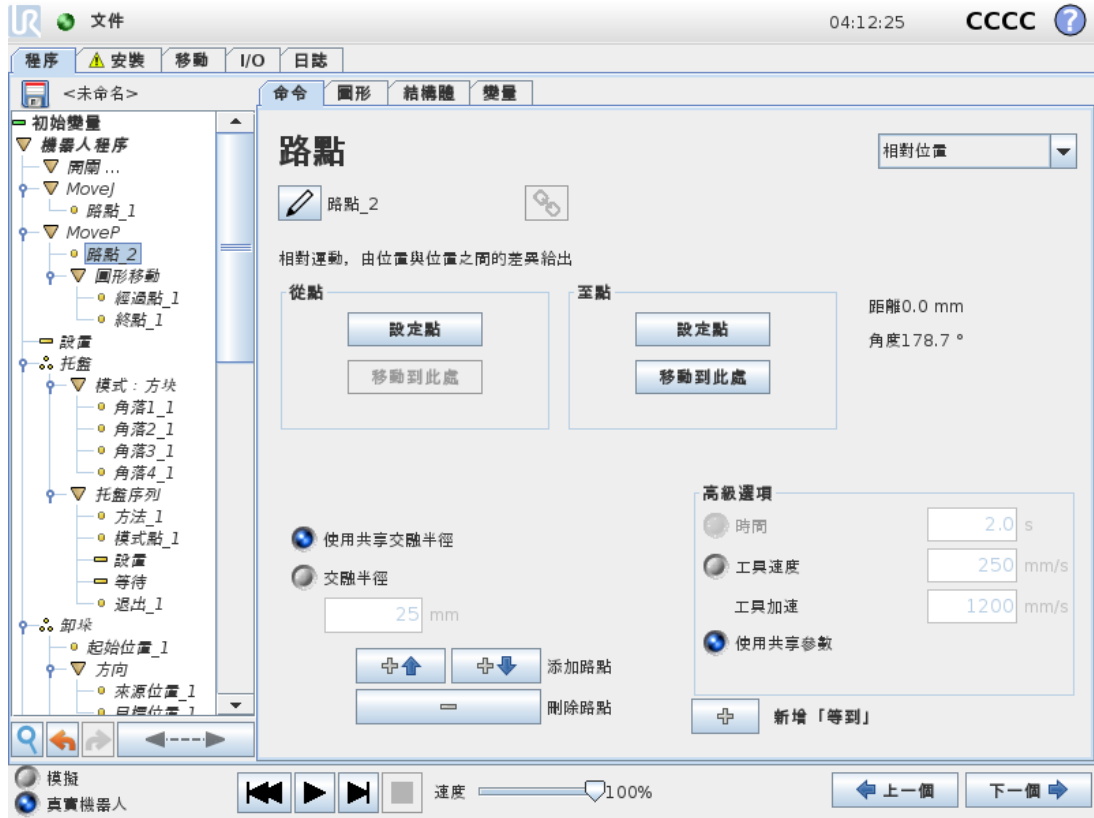 UR 文件 04:12:25 CCCC ?
程序 安裝 移動 I/O 日誌
<未命名>
命令 圖形 結構體 變量
初始變量
機器人程序
開關 ...
MoveJ
路點_1
MoveP
路點_2
圓形移動
經過點_1
終點_1
設置
托盤
模式：方块
角落1_1
角落2_1
角落3_1
角落4_1
托盤序列
方法_1
模式點_1
設置
等待
退出_1
卸垛
起始位置_1
方向
來源位置_1
目標位置_1
路點
相對位置
路點_2
相對運動，由位置與位置之間的差異給出
從點
設定點
移動到此處
至點
設定點
移動到此處
距離0.0 mm
角度178.7 °
使用共享交融半徑
交融半徑
25 mm
添加路點
刪除路點
高級選項
時間 2.0 s
工具速度 250 mm/s
工具加速 1200 mm/s
使用共享參數
新增「等到」
模擬
真實機器人
速度 100%
上一個 下一個